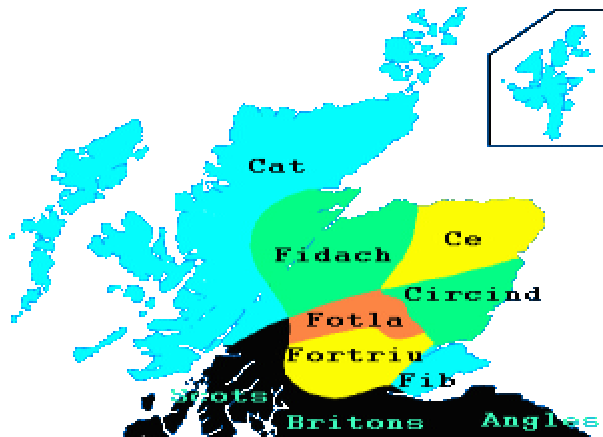 Cat
Ce
Fidach
Circind
Fotla
Fortriu
Fib
Scots
Britons
Angles